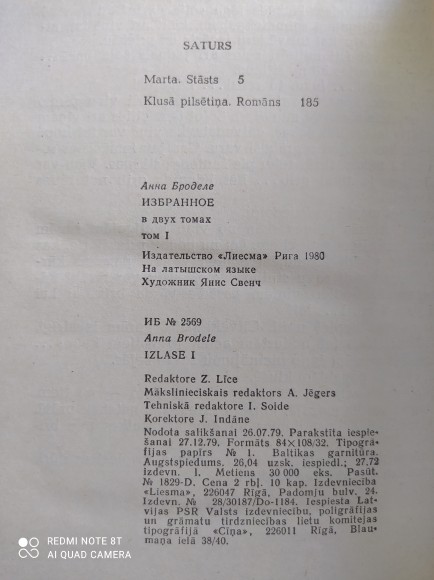 SATURS
Marta. Stāsts 5
Klusā pilsētiņa. Romāns 185
Анна Броделе
ИЗБРАННОЕ
в двух томах
том I
Издательство «Лиесма» Рига 1980
На латышском языке
Художник Янис Свенч
ИБ № 2569
Anna Brodele
IZLASE I
Redaktore Z. Līce
Mākslinieciskais redaktors A. Jēgers
Tehniskā redaktore I. Soide
Korektore J. Indāne
Nodota salikšanai 26.07.79. Parakstīta iespie-
šanai 27.12.79. Formāts 84×108/32. Tipogrā-
fijas papīrs № 1. Baltikas garnitūra.
Augstspiedums. 26,04 uzsk. iespiedl.; 27,72
izdevn. l. Metiens 30 000 eks. Pasūt.
№ 1829-D. Cena 2 rbļ. 10 kap. Izdevniecība
«Liesma», 226047 Rīgā, Padomju bulv. 24.
Izdevn. № 28/30187/Do-1184. Iespiesta Lat-
vijas PSR Valsts izdevniecību, poligrāfijas
un grāmatu tirdzniecības lietu komitejas
tipogrāfijā «Cīņa», 226011 Rīgā, Blau-
maņa ielā 38/40.
REDMI NOTE 8T
AI QUAD CAMERA